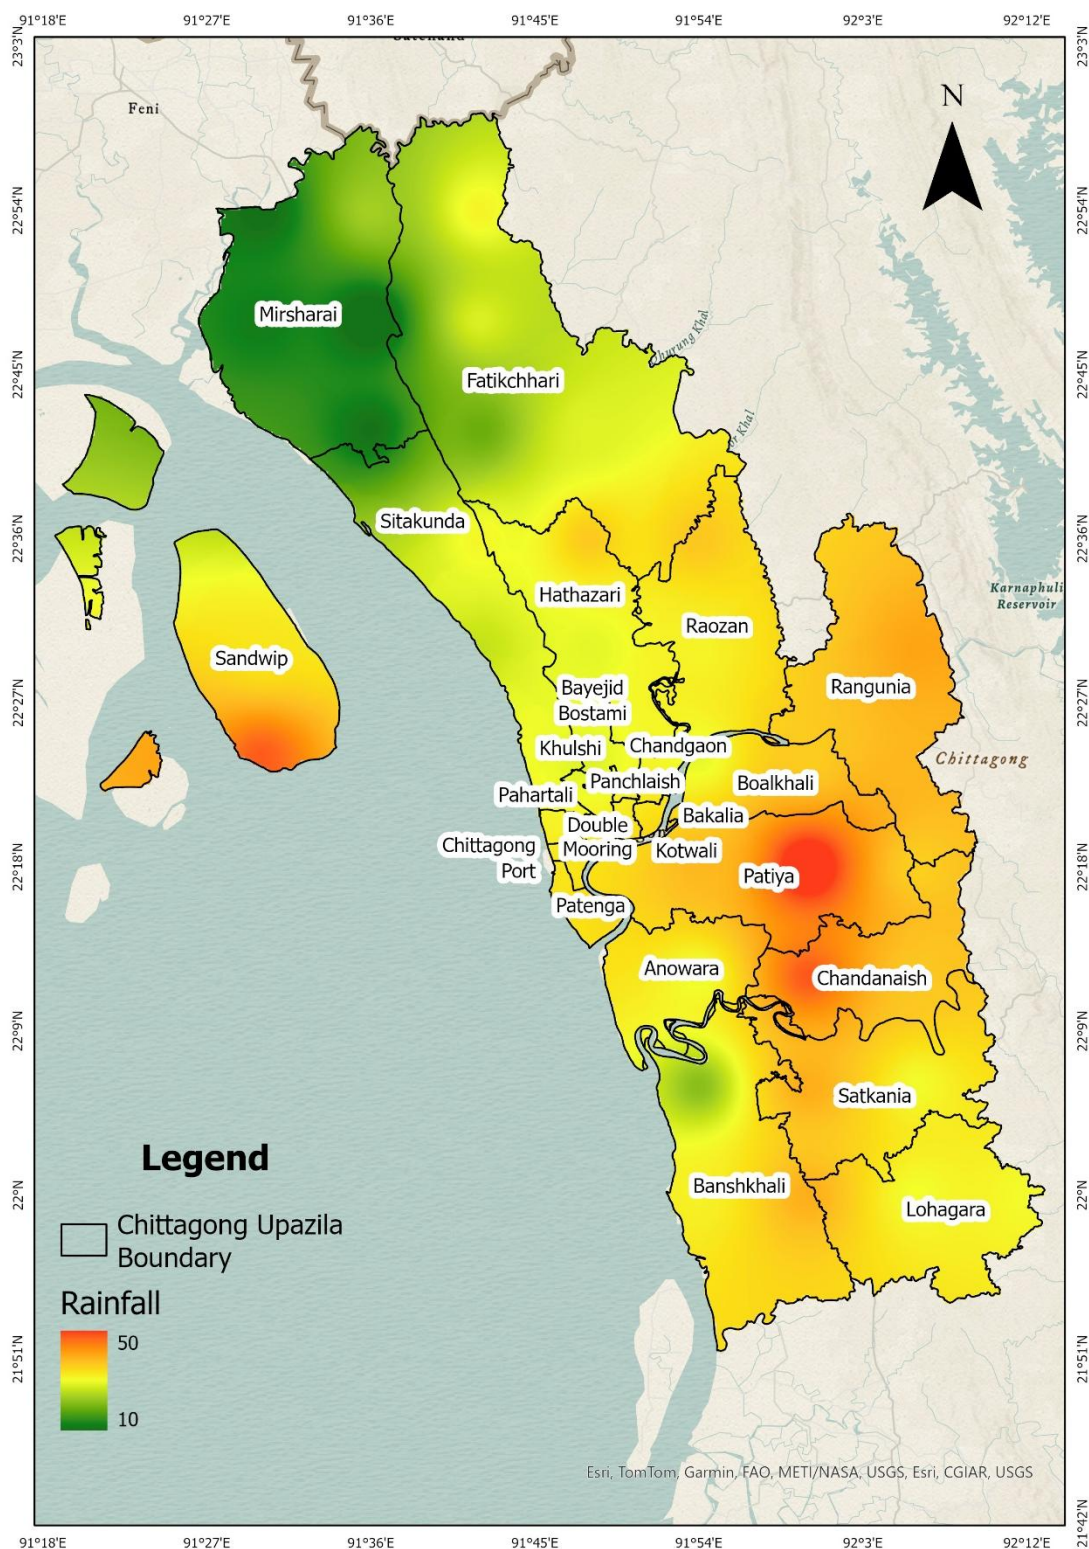 91°18'E 91°27'E 91°36'E 91°45'E 91°54'E 92°3'E 92°12'E
23°3'N
23°3'N
Feni
N
22°54'N
22°54'N
Mirsharai
Khal
22°45'N
22°45'N
Fatikchhari
Khal
Sitakunda
22°36'N
22°36'N
Hathazari
Karnaphuli
Reservoir
Raozan
Sandwip
Rangunia
22°27'N
22°27'N
Bayejid
Bostami
Khulshi
Chandgaon
Chittagong
Panchlaish
Boalkhali
Pahartali
Bakalia
Double
Mooring
Chittagong
Port
Kotwali
22°18'N
22°18'N
Patiya
Patenga
Anowara
Chandanaish
22°9'N
22°9'N
Satkania
Legend
Banshkhali
22°N
22°N
Lohagara
Chittagong Upazila
Boundary
Rainfall
50
10
21°51'N
21°51'N
Esri, TomTom, Garmin, FAO, METI/NASA, USGS, Esri, CGIAR, USGS
21°42'N
21°42'N
91°18'E 91°27'E 91°36'E 91°45'E 91°54'E 92°3'E 92°12'E